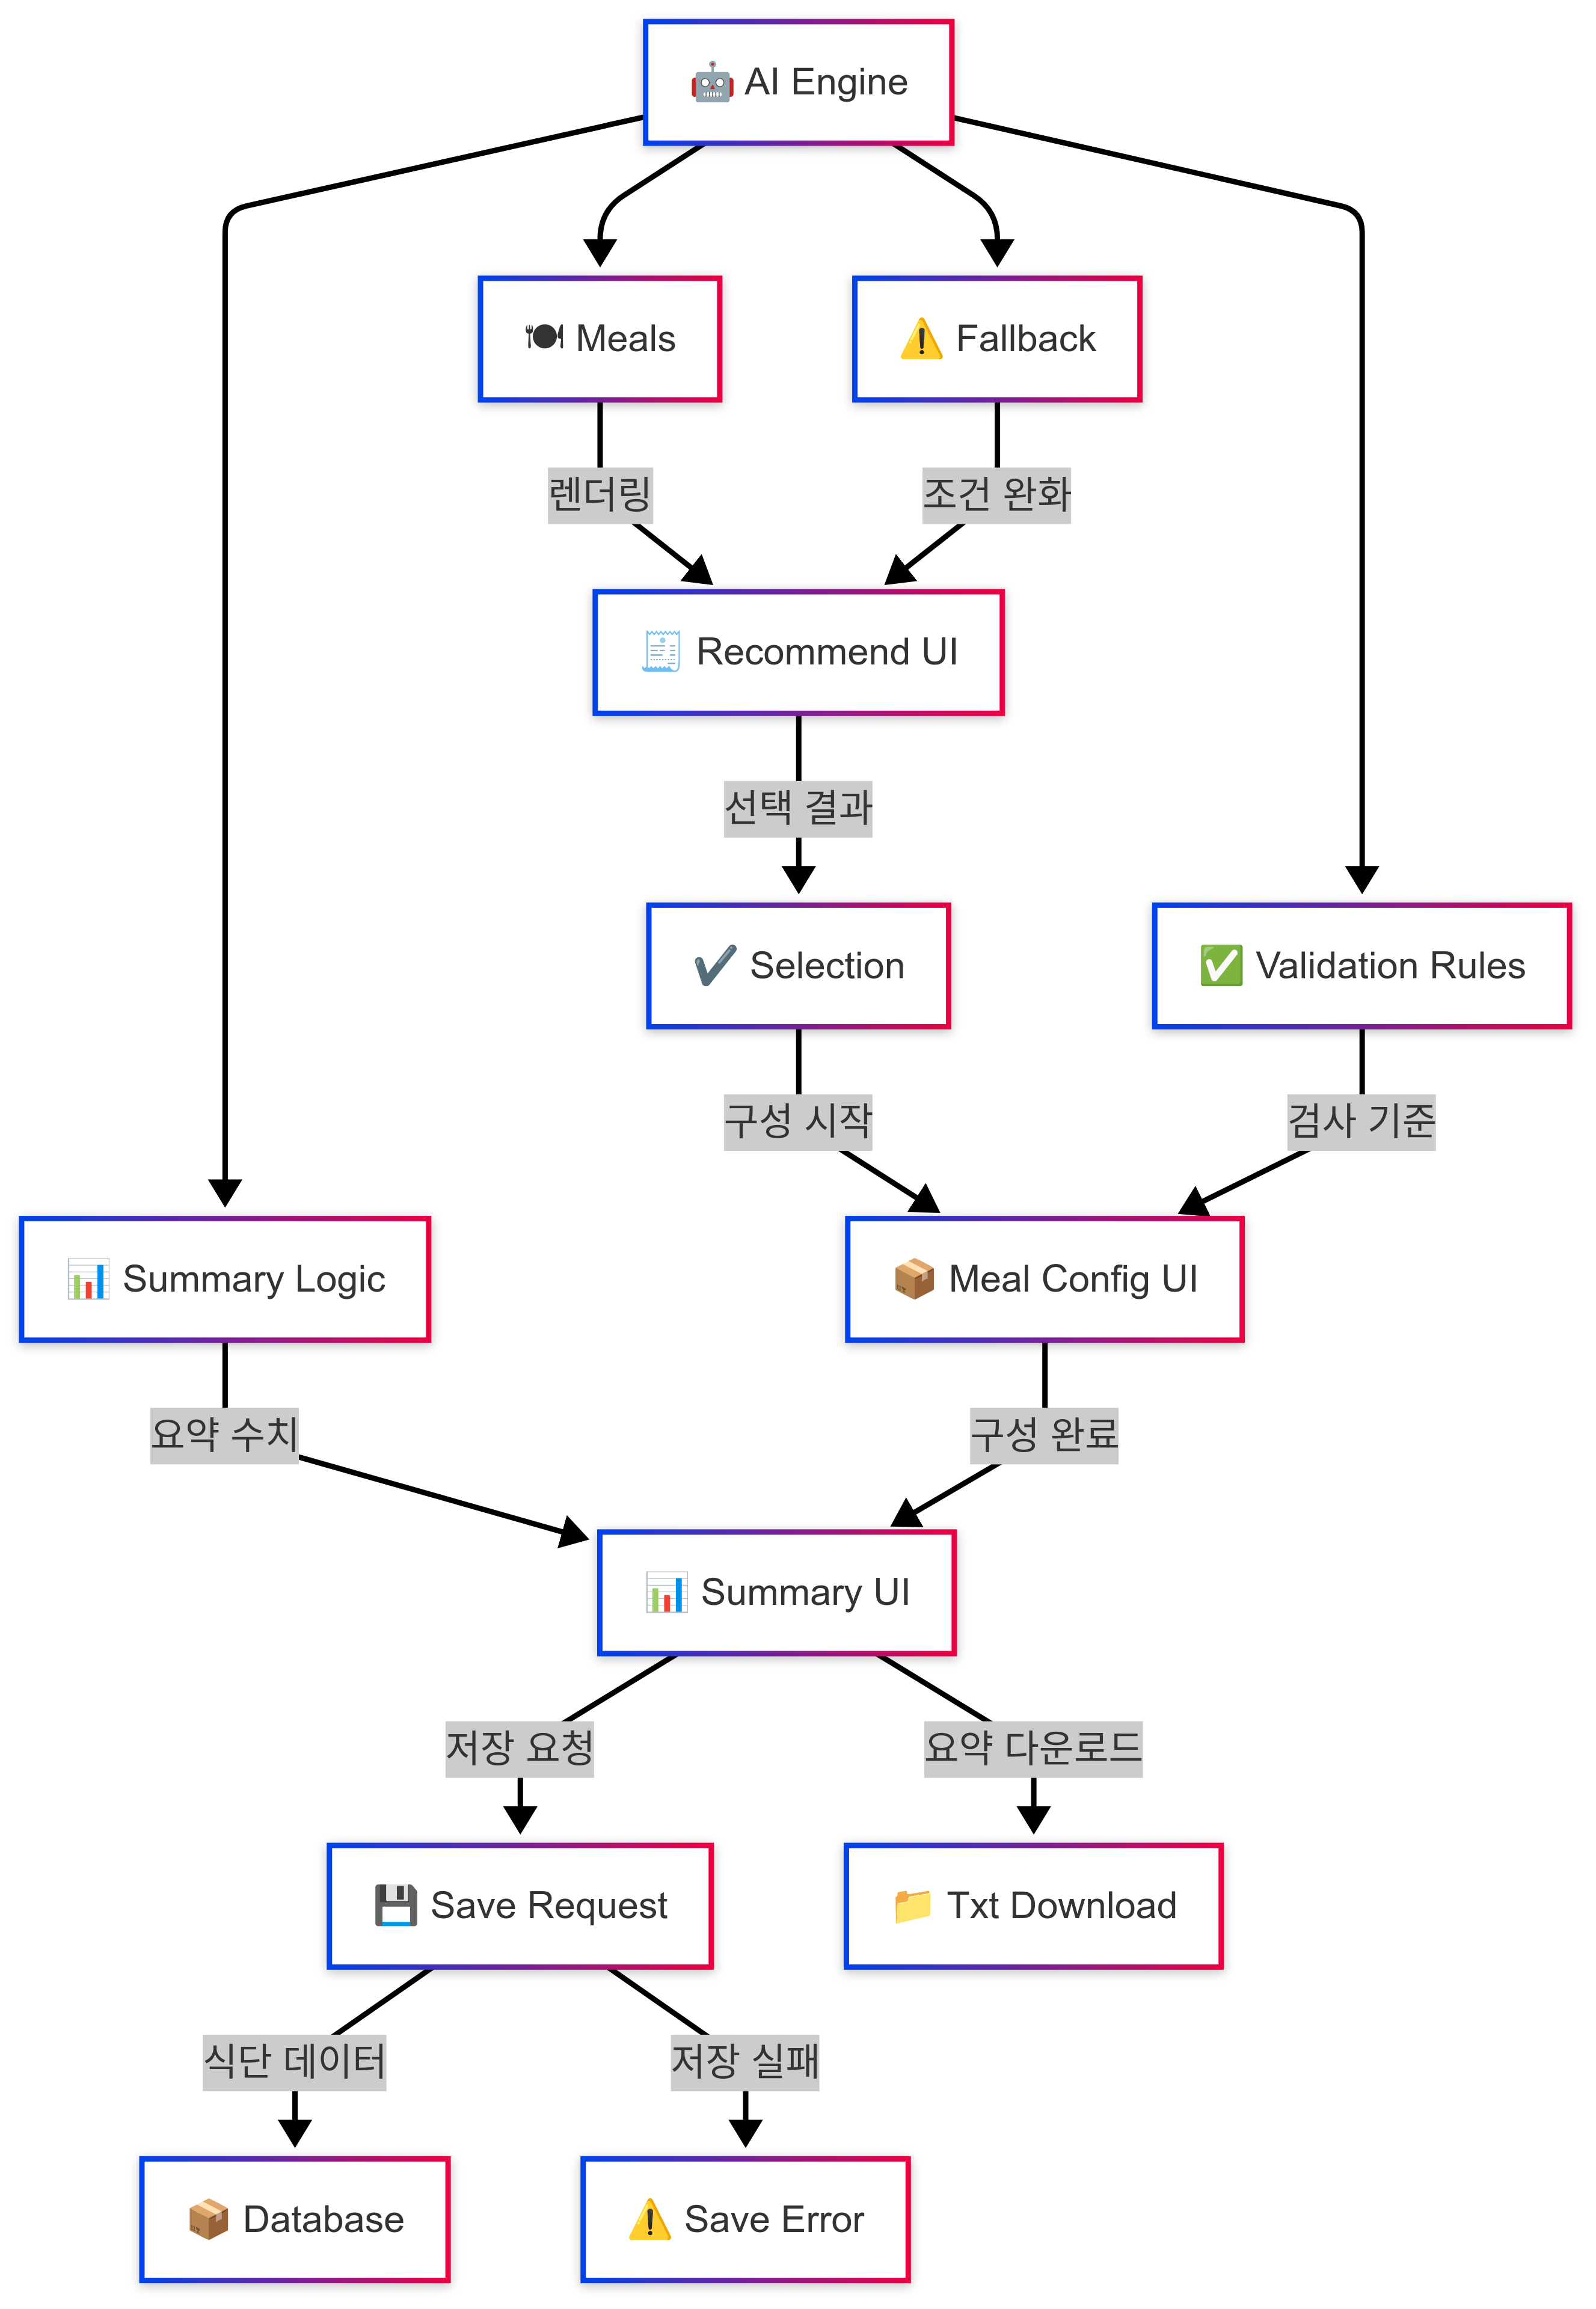 🤖 AI Engine
🍽 Meals
⚠️ Fallback
렌더링
조건 완화
🧾 Recommend UI
선택 결과
✔️ Selection
✅ Validation Rules
구성 시작
검사 기준
📊 Summary Logic
📦 Meal Config UI
요약 수치
구성 완료
📊 Summary UI
저장 요청
요약 다운로드
💾 Save Request
📁 Txt Download
식단 데이터
저장 실패
📦 Database
⚠️ Save Error